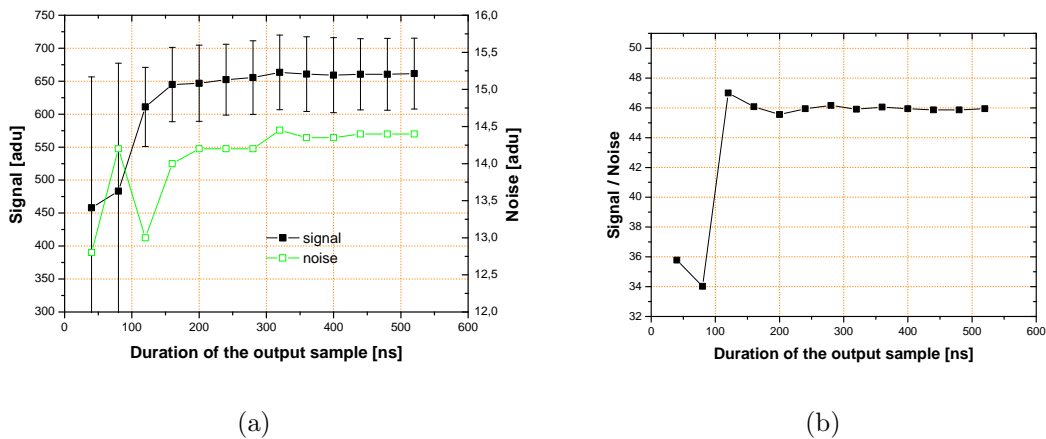 750
700
650
600
550
500
450
400
350
300
Signal [adu]
16,0
15,5
15,0
14,5
14,0
13,5
13,0
12,5
12,0
Noise [adu]
signal
noise
0 100 200 300 400 500 600
Duration of the output sample [ns]
(a)
50
48
46
44
42
40
38
36
34
32
Signal / Noise
0 100 200 300 400 500 600
Duration of the output sample [ns]
(b)